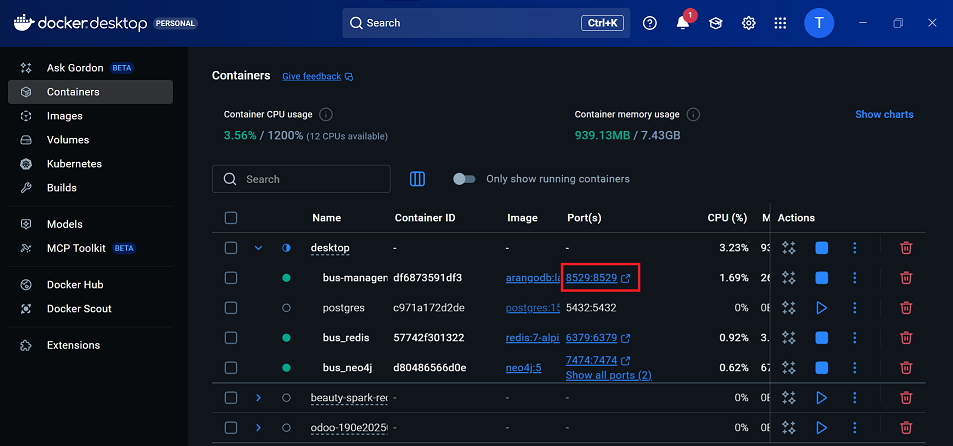 docker.desktop PERSONAL Search Ctrl+K 1 T
Ask Gordon BETA
Containers
Images
Volumes
Kubernetes
Builds
Models
MCP Toolkit BETA
Docker Hub
Docker Scout
Extensions
Containers Give feedback
Container CPU usage
3.56% / 1200% (12 CPUs available)
Container memory usage
939.13MB / 7.43GB
Show charts
Search Only show running containers
Name Container ID Image Port(s) CPU (%) M Actions
desktop - - - 3.23% 93
bus-managen df6873591df3 arangodb:la 8529:8529 1.69% 26
postgres c971a172d2de postgres:15 5432:5432 0% 0E
bus_redis 57742f301322 redis:7-alpi 6379:6379 0.92% 3.
bus_neo4j d80486566d0e neo4j:5 7474:7474 0.62% 67
Show all ports (2)
beauty-spark-rec - - - 0% 0E
odoo-190e2025 - - - 0% 0E